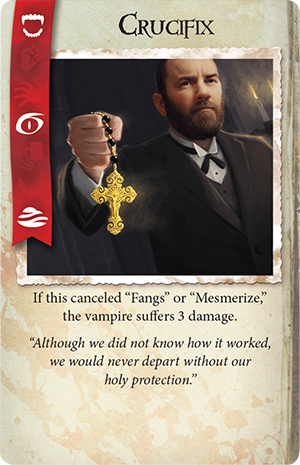 Crucifix
If this canceled “Fangs” or “Mesmerize,”
the vampire suffers 3 damage.
“Although we did not know how it worked,
we would never depart without our
holy protection.”